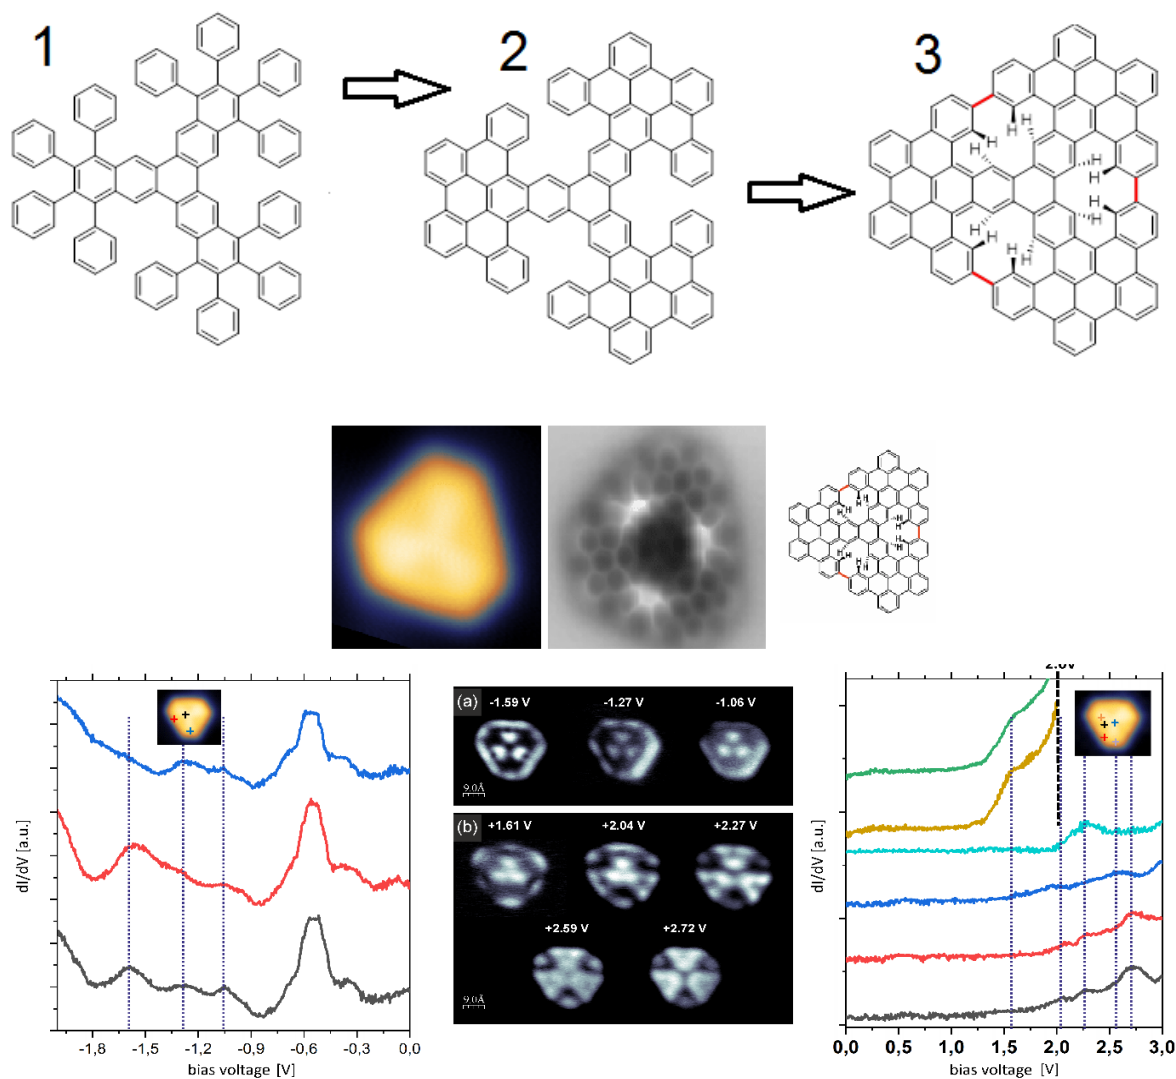 1
2
3
H H H
H
H
H
H
H
H H
H H
H H
H H
H H
H H
H H
H H
H H
-1,8 -1,5 -1,2 -0,9 -0,6 -0,3 0,0
bias voltage [V]
dI/dV [a.u.]
(a)
-1.59 V -1.27 V -1.06 V
9.0Å
(b)
+1.61 V +2.04 V +2.27 V
+2.59 V +2.72 V
9.0Å
2.0V
dI/dV [a.u.]
0,0 0,5 1,0 1,5 2,0 2,5 3,0
bias voltage [V]